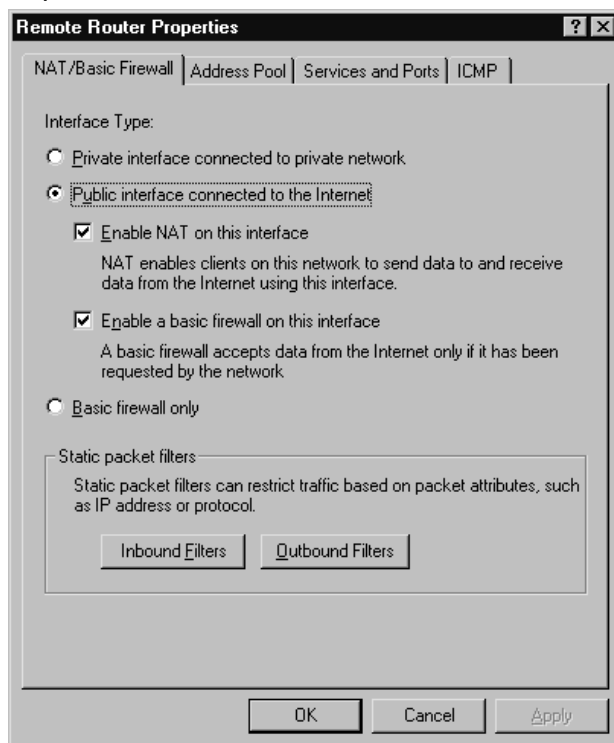 Remote Router Properties
NAT/Basic Firewall Address Pool Services and Ports ICMP
Interface Type:
Private interface connected to private network
Public interface connected to the Internet
Enable NAT on this interface
NAT enables clients on this network to send data to and receive
data from the Internet using this interface.
Enable a basic firewall on this interface
A basic firewall accepts data from the Internet only if it has been
requested by the network
Basic firewall only
Static packet filters
Static packet filters can restrict traffic based on packet attributes, such
as IP address or protocol.
Inbound Filters Outbound Filters
OK Cancel Apply